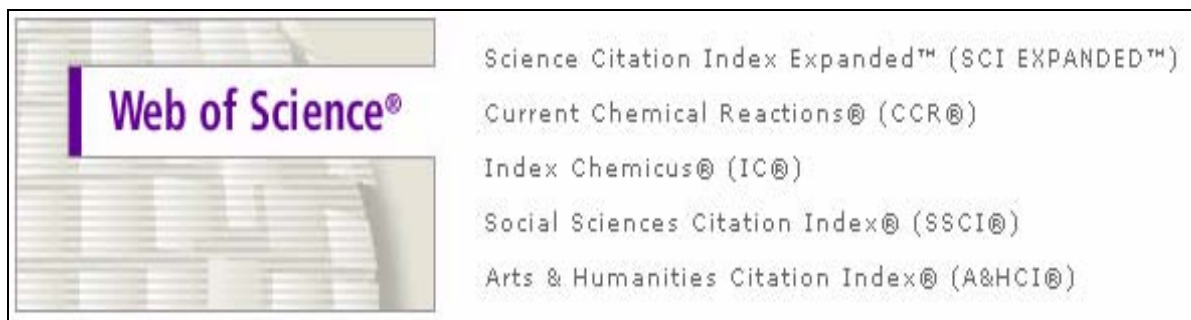 Web of Science®
Science Citation Index Expanded™ (SCI EXPANDED™)
Current Chemical Reactions® (CCR®)
Index Chemicus® (IC®)
Social Sciences Citation Index® (SSCI®)
Arts & Humanities Citation Index® (A&HCI®)